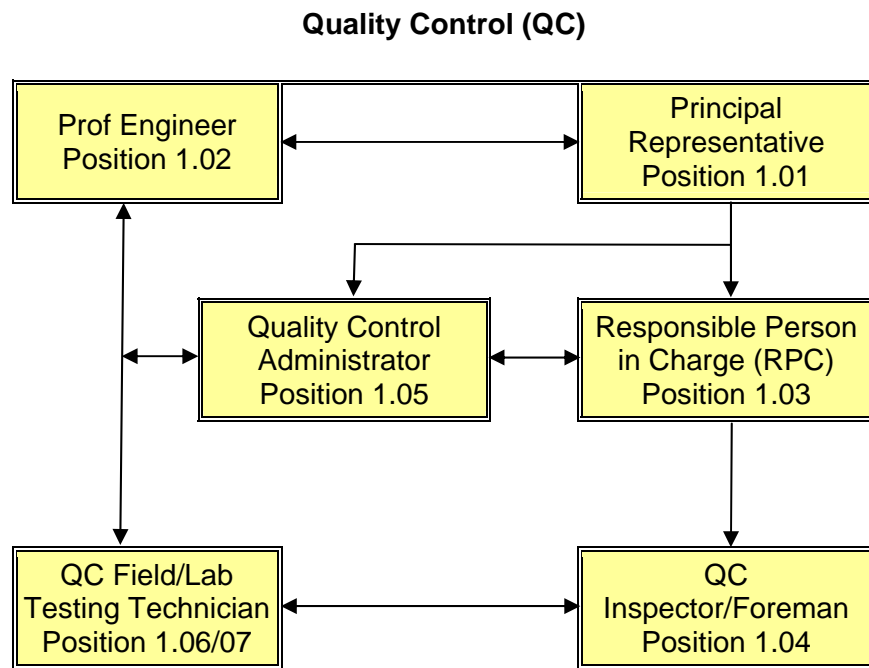 Quality Control (QC)
Prof Engineer
Position 1.02
Principal
Representative
Position 1.01
Quality Control
Administrator
Position 1.05
Responsible Person
in Charge (RPC)
Position 1.03
QC Field/Lab
Testing Technician
Position 1.06/07
QC
Inspector/Foreman
Position 1.04